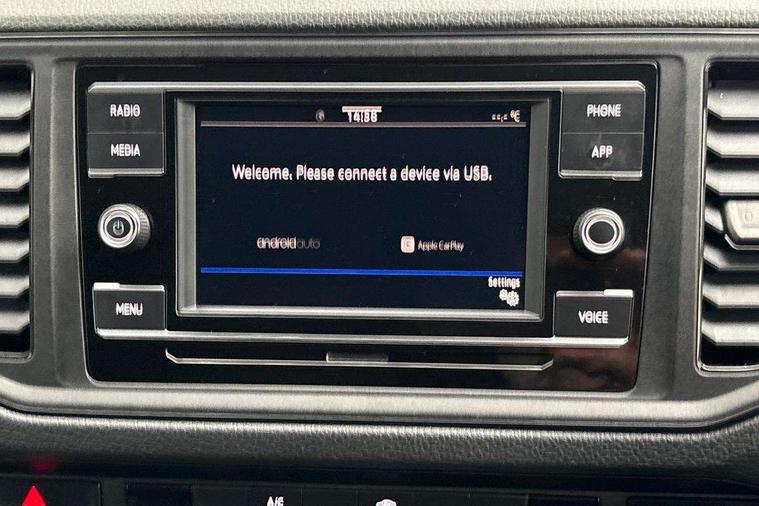 RADIO
MEDIA
MENU
14:58
Welcome. Please connect a device via USB.
androidauto
Apple CarPlay
Settings
PHONE
APP
VOICE
A/C